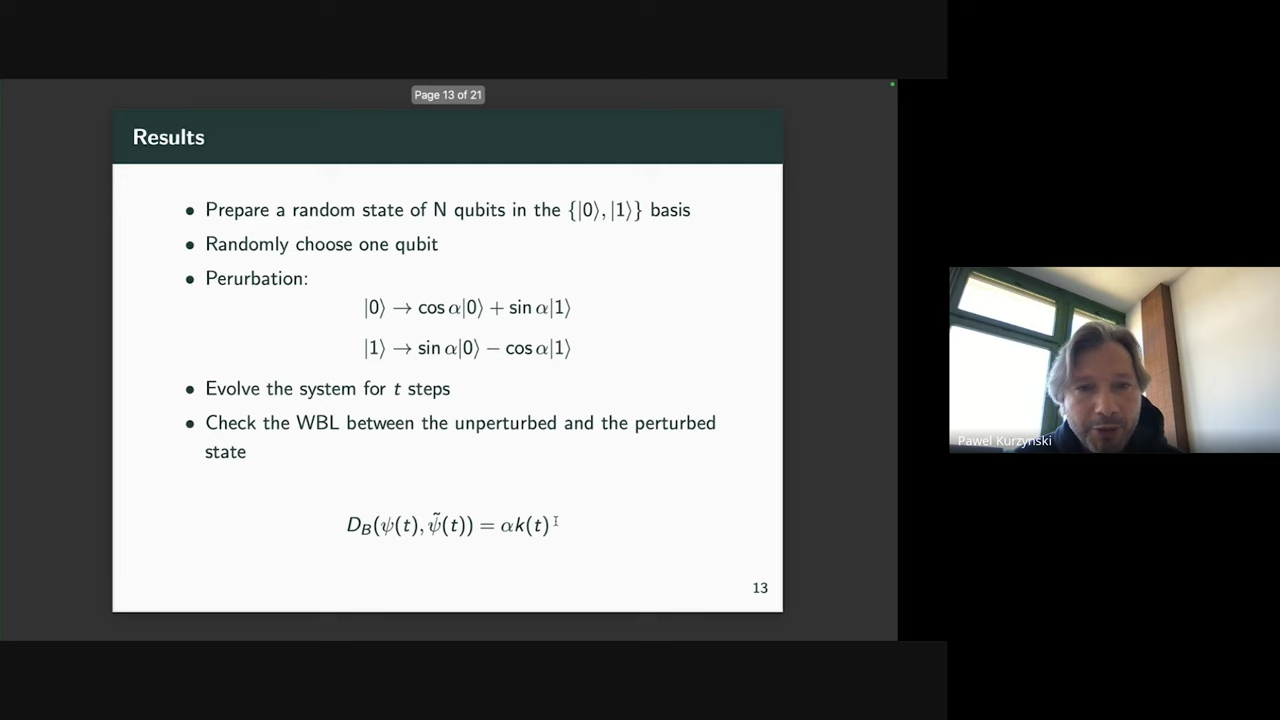 Page 13 of 21
Results
• Prepare a random state of N qubits in the {|0⟩, |1⟩} basis
• Randomly choose one qubit
• Perurbation:
|0⟩ → cos α|0⟩ + sin α|1⟩
|1⟩ → sin α|0⟩ − cos α|1⟩
• Evolve the system for t steps
• Check the WBL between the unperturbed and the perturbed
state
D_B(ψ(t), ψ̃(t)) = αk(t)
13
Pawel Kurzynski